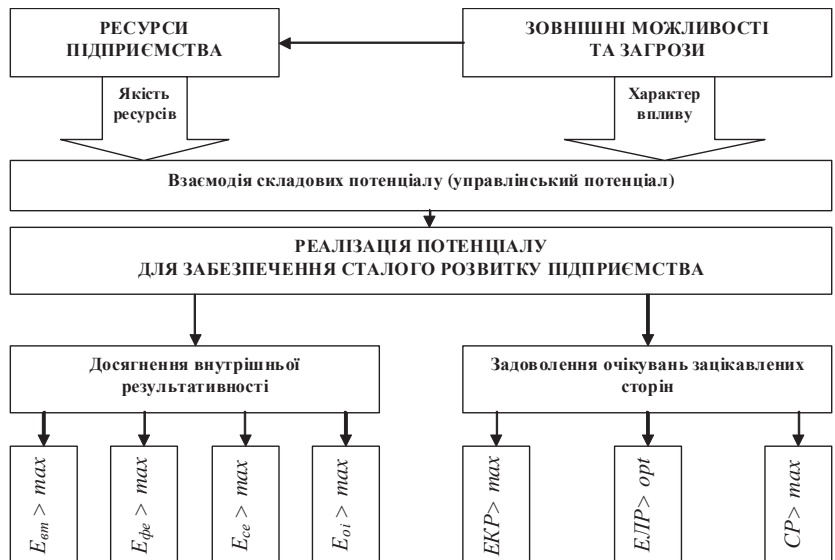 РЕСУРСИ
ПІДПРИЄМСТВА
ЗОВНІШНІ МОЖЛИВОСТІ
ТА ЗАГРОЗИ
Якість
ресурсів
Характер
впливу
Взаємодія складових потенціалу (управлінський потенціал)
РЕАЛІЗАЦІЯ ПОТЕНЦІАЛУ
ДЛЯ ЗАБЕЗПЕЧЕННЯ СТАЛОГО РОЗВИТКУ ПІДПРИЄМСТВА
Досягнення внутрішньої
результативності
Задоволення очікувань зацікавлених
сторін
Eвт > max
Eфе > max
Eсе > max
Eоі > max
ЕКР> max
ЕЛР> opt
СР> max